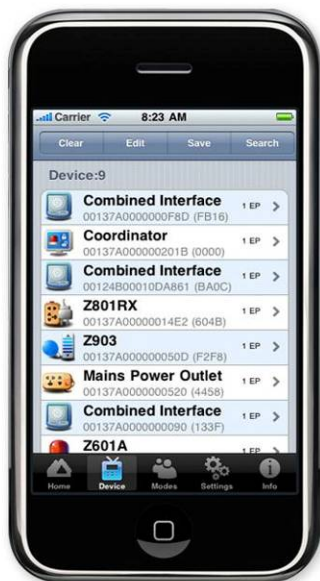 Carrier 8:23 AM
Clear Edit Save Search
Device:9
Combined Interface
00137A0000000F8D (FB16)
1 EP
Coordinator
00137A000000201B (0000)
1 EP
Combined Interface
00124B00010DA861 (BA0C)
1 EP
Z801RX
00137A00000014E2 (604B)
1 EP
Z903
00137A000000050D (F2F8)
1 EP
Mains Power Outlet
00137A0000000520 (4458)
1 EP
Combined Interface
00137A0000000090 (133F)
1 EP
Z601A
1 EP
Home Device Modes Settings Info